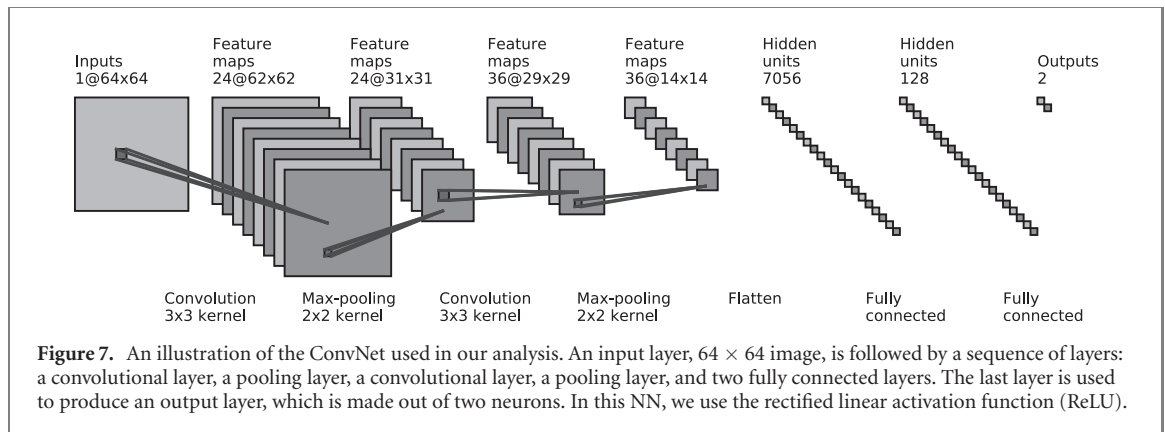 Inputs
1@64x64
Feature
maps
24@62x62
Feature
maps
24@31x31
Feature
maps
36@29x29
Feature
maps
36@14x14
Hidden
units
7056
Hidden
units
128
Outputs
2
Convolution
3x3 kernel
Max-pooling
2x2 kernel
Convolution
3x3 kernel
Max-pooling
2x2 kernel
Flatten
Fully
connected
Fully
connected
Figure 7. An illustration of the ConvNet used in our analysis. An input layer, 64 × 64 image, is followed by a sequence of layers:
a convolutional layer, a pooling layer, a convolutional layer, a pooling layer, and two fully connected layers. The last layer is used
to produce an output layer, which is made out of two neurons. In this NN, we use the rectified linear activation function (ReLU).